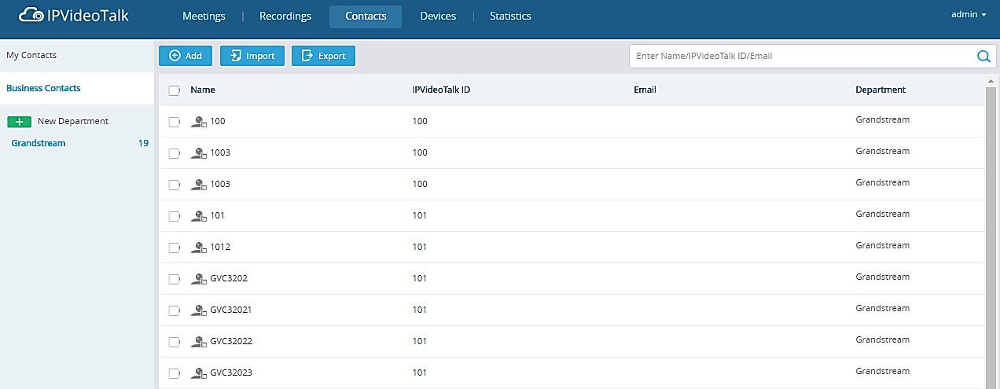 IPVideoTalk Meetings | Recordings Contacts Devices | Statistics admin
My Contacts
Add Import Export Enter Name/IPVideoTalk ID/Email
Business Contacts
Name IPVideoTalk ID Email Department
New Department
Grandstream 19
100 100 Grandstream
1003 100 Grandstream
1003 100 Grandstream
101 101 Grandstream
1012 101 Grandstream
GVC3202 101 Grandstream
GVC32021 101 Grandstream
GVC32022 101 Grandstream
GVC32023 101 Grandstream